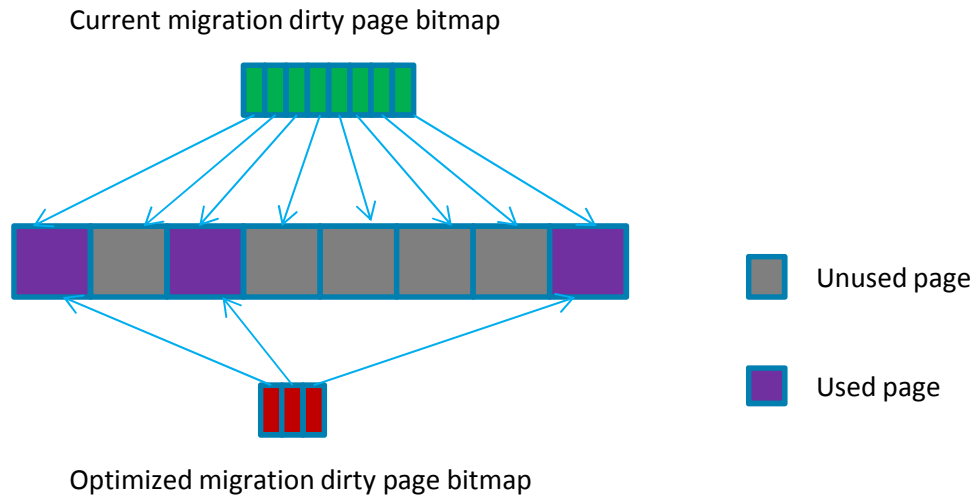 Current migration dirty page bitmap
Unused page
Used page
Optimized migration dirty page bitmap